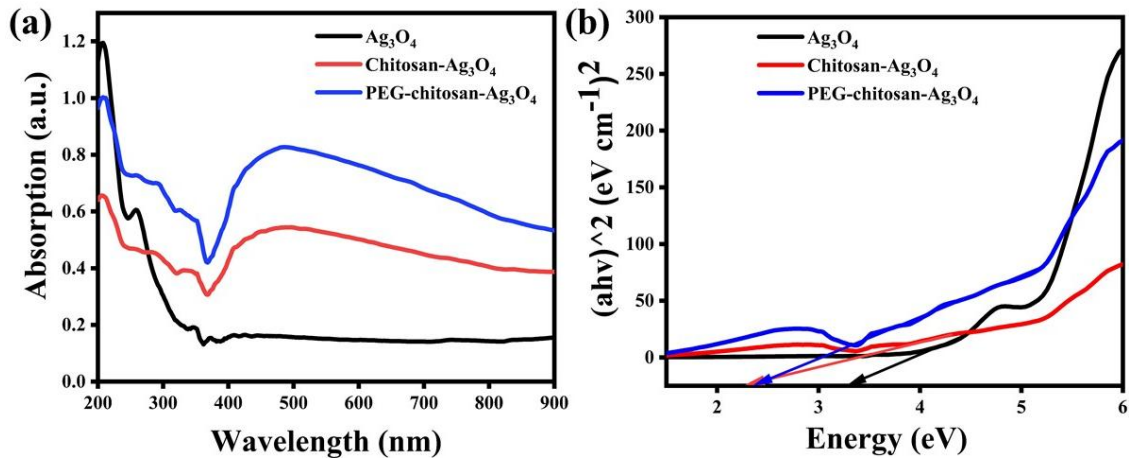 (a)
Ag₃O₄
Chitosan-Ag₃O₄
PEG-chitosan-Ag₃O₄
Absorption (a.u.)
1.2
1.0
0.8
0.6
0.4
0.2
0.0
200 300 400 500 600 700 800 900
Wavelength (nm)
(b)
Ag₃O₄
Chitosan-Ag₃O₄
PEG-chitosan-Ag₃O₄
(ahv)^2 (eV cm⁻¹)²
300
250
200
150
100
50
0
2 3 4 5 6
Energy (eV)